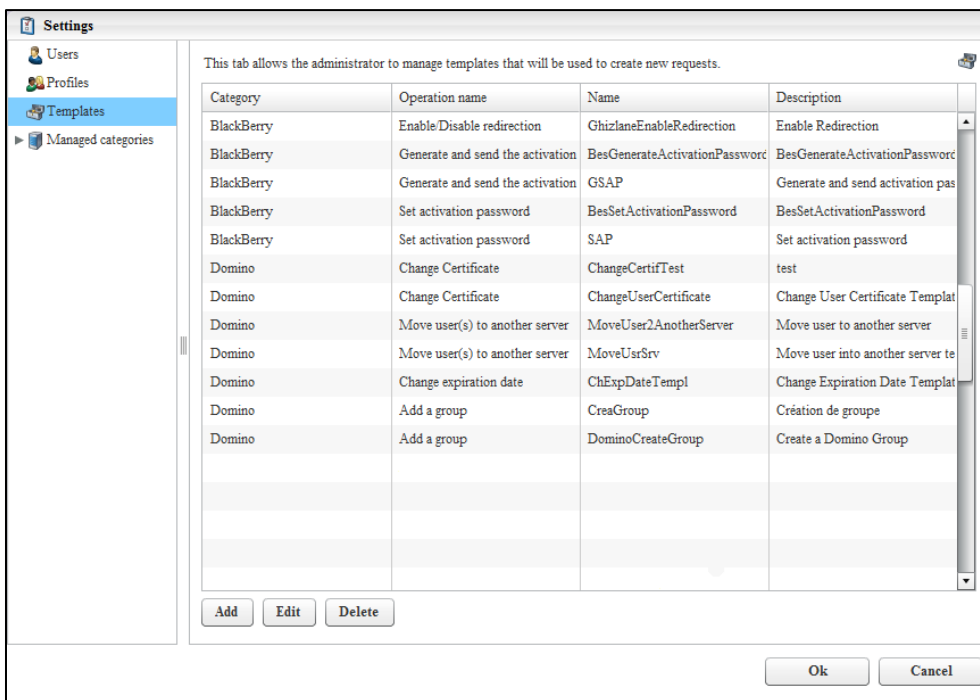 Settings
Users
Profiles
Templates
Managed categories
This tab allows the administrator to manage templates that will be used to create new requests.
Category Operation name Name Description
BlackBerry Enable/Disable redirection GhizlaneEnableRedirection Enable Redirection
BlackBerry Generate and send the activation BesGenerateActivationPassword BesGenerateActivationPassword
BlackBerry Generate and send the activation GSAP Generate and send activation pas
BlackBerry Set activation password BesSetActivationPassword BesSetActivationPassword
BlackBerry Set activation password SAP Set activation password
Domino Change Certificate ChangeCertifTest test
Domino Change Certificate ChangeUserCertificate Change User Certificate Templat
Domino Move user(s) to another server MoveUser2AnotherServer Move user to another server
Domino Move user(s) to another server MoveUsrSrv Move user into another server te
Domino Change expiration date ChExpDateTempl Change Expiration Date Templat
Domino Add a group CreaGroup Création de groupe
Domino Add a group DominoCreateGroup Create a Domino Group
Add Edit Delete
Ok Cancel